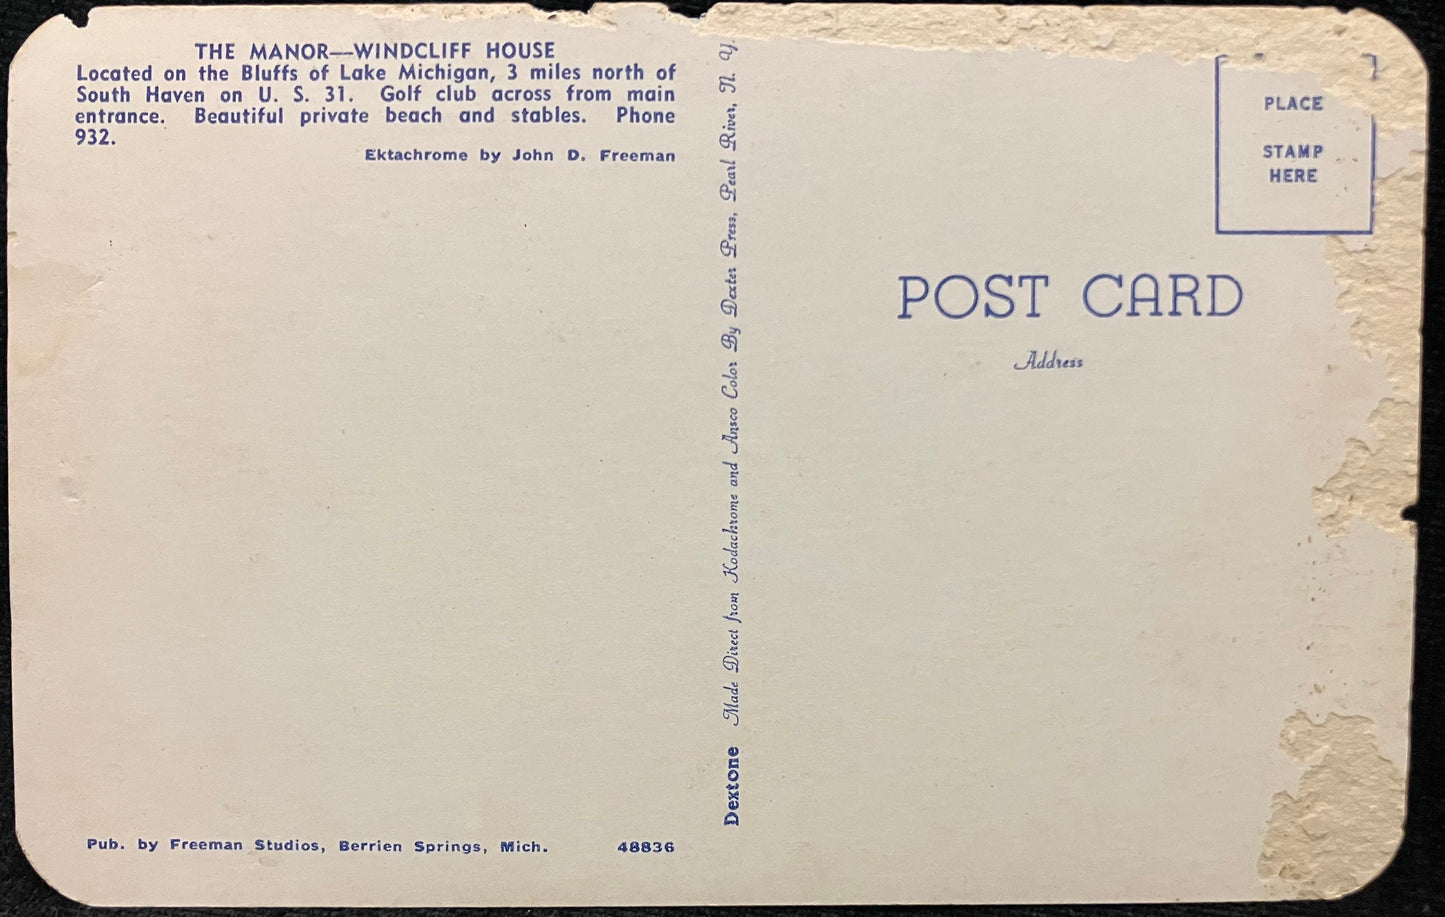 THE MANOR—WINDCLIFF HOUSE
Located on the Bluffs of Lake Michigan, 3 miles north of
South Haven on U. S. 31. Golf club across from main
entrance. Beautiful private beach and stables. Phone
932.
Ektachrome by John D. Freeman
Pub. by Freeman Studios, Berrien Springs, Mich. 48836
Dextone Made Direct from Kodachrome and Ansco Color By Dexter Press, Pearl River, N. Y.
PLACE
STAMP
HERE
POST CARD
Address